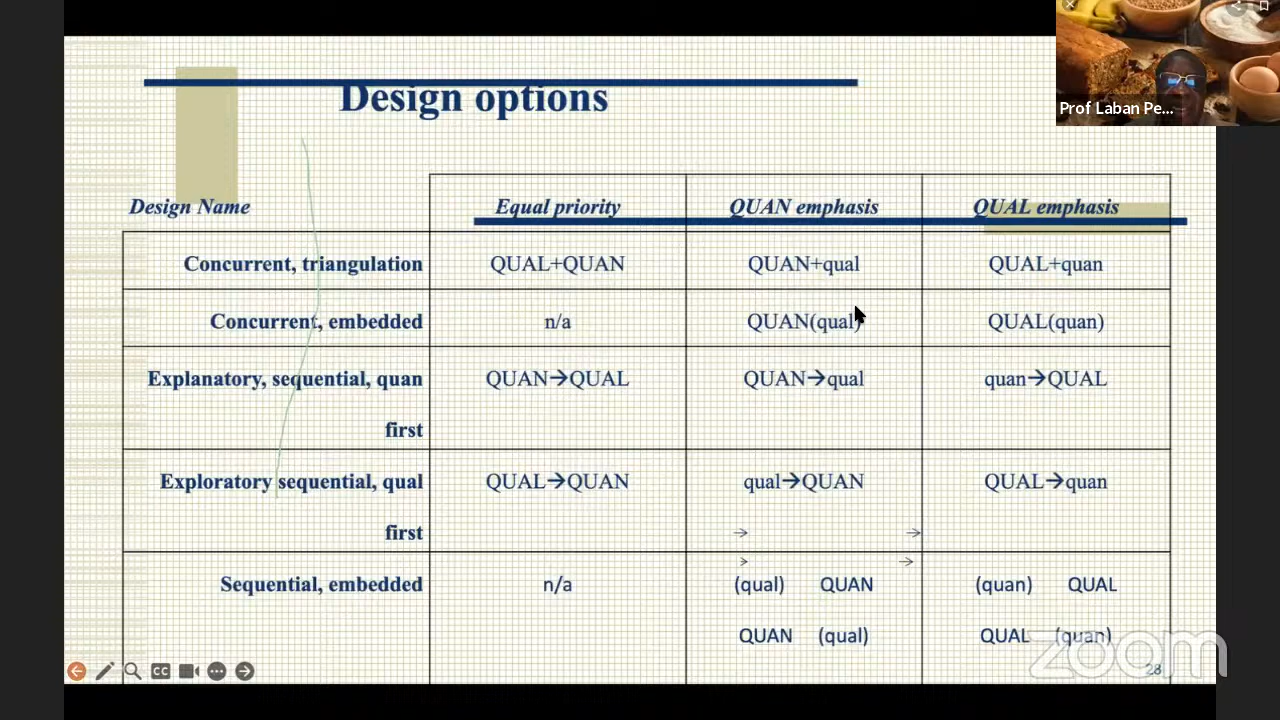 Prof Laban Pe...
Design options
Design Name Equal priority QUAN emphasis QUAL emphasis
Concurrent, triangulation QUAL+QUAN QUAN+qual QUAL+quan
Concurrent, embedded n/a QUAN(qual) QUAL(quan)
Explanatory, sequential, quan QUAN→QUAL QUAN→qual quan→QUAL
first
Exploratory sequential, qual QUAL→QUAN qual→QUAN QUAL→quan
first → →
> →
Sequential, embedded n/a (qual) QUAN (quan) QUAL
QUAN (qual) QUAL (quan)
CC
zoom
28